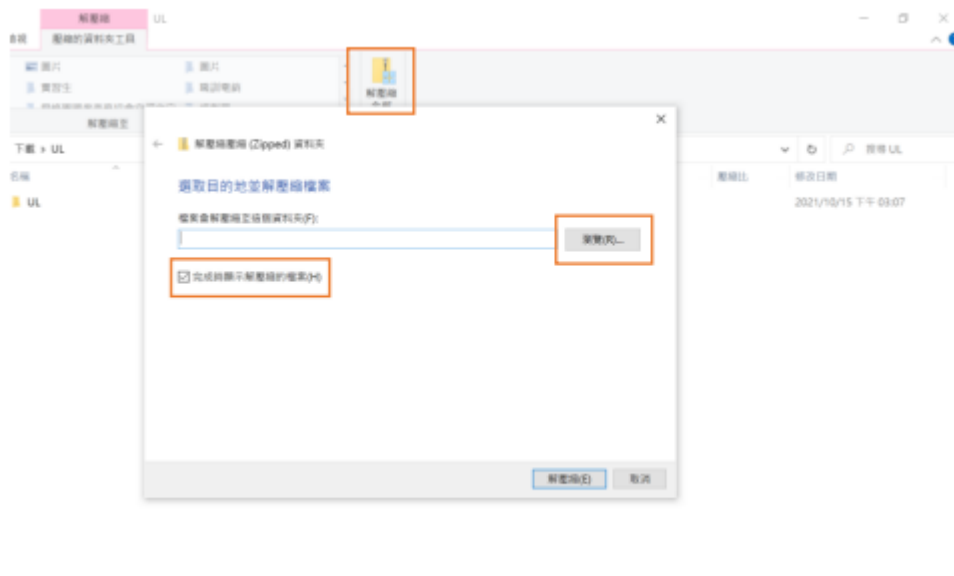 解壓縮 UL
檢視 壓縮的資料夾工具
圖片 圖片
實習生
解壓縮
全部
解壓縮至
← 解壓縮壓縮 (Zipped) 資料夾
下載 › UL 搜尋 UL
選取目的地並解壓縮檔案
名稱 壓縮比 修改日期
UL 2021/10/15 下午 03:07
檔案會解壓縮至這個資料夾(F):
瀏覽(R)...
完成時顯示解壓縮的檔案(H)
解壓縮(E) 取消